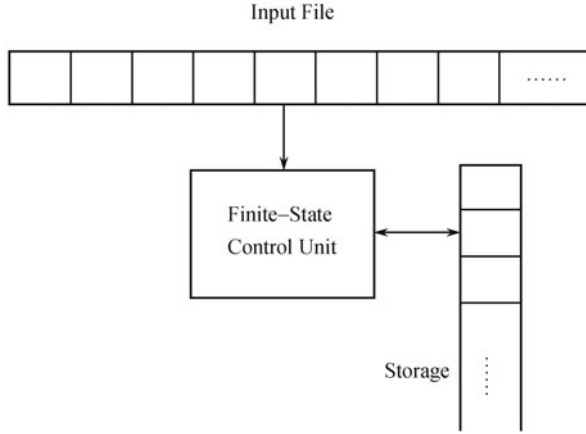 Input File
......
Finite–State
Control Unit
Storage
......